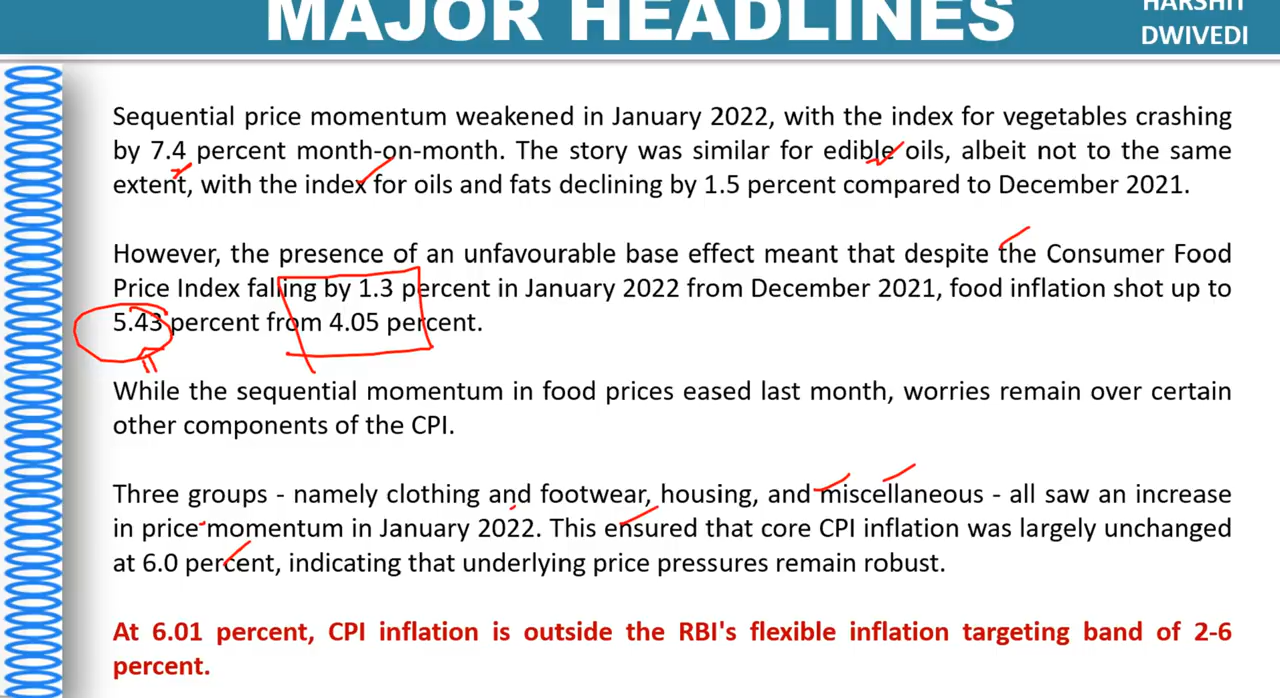 MAJOR HEADLINES
HARSHIT
DWIVEDI
Sequential price momentum weakened in January 2022, with the index for vegetables crashing
by 7.4 percent month-on-month. The story was similar for edible oils, albeit not to the same
extent, with the index for oils and fats declining by 1.5 percent compared to December 2021.
However, the presence of an unfavourable base effect meant that despite the Consumer Food
Price Index falling by 1.3 percent in January 2022 from December 2021, food inflation shot up to
5.43 percent from 4.05 percent.
While the sequential momentum in food prices eased last month, worries remain over certain
other components of the CPI.
Three groups - namely clothing and footwear, housing, and miscellaneous - all saw an increase
in price momentum in January 2022. This ensured that core CPI inflation was largely unchanged
at 6.0 percent, indicating that underlying price pressures remain robust.
At 6.01 percent, CPI inflation is outside the RBI's flexible inflation targeting band of 2-6
percent.